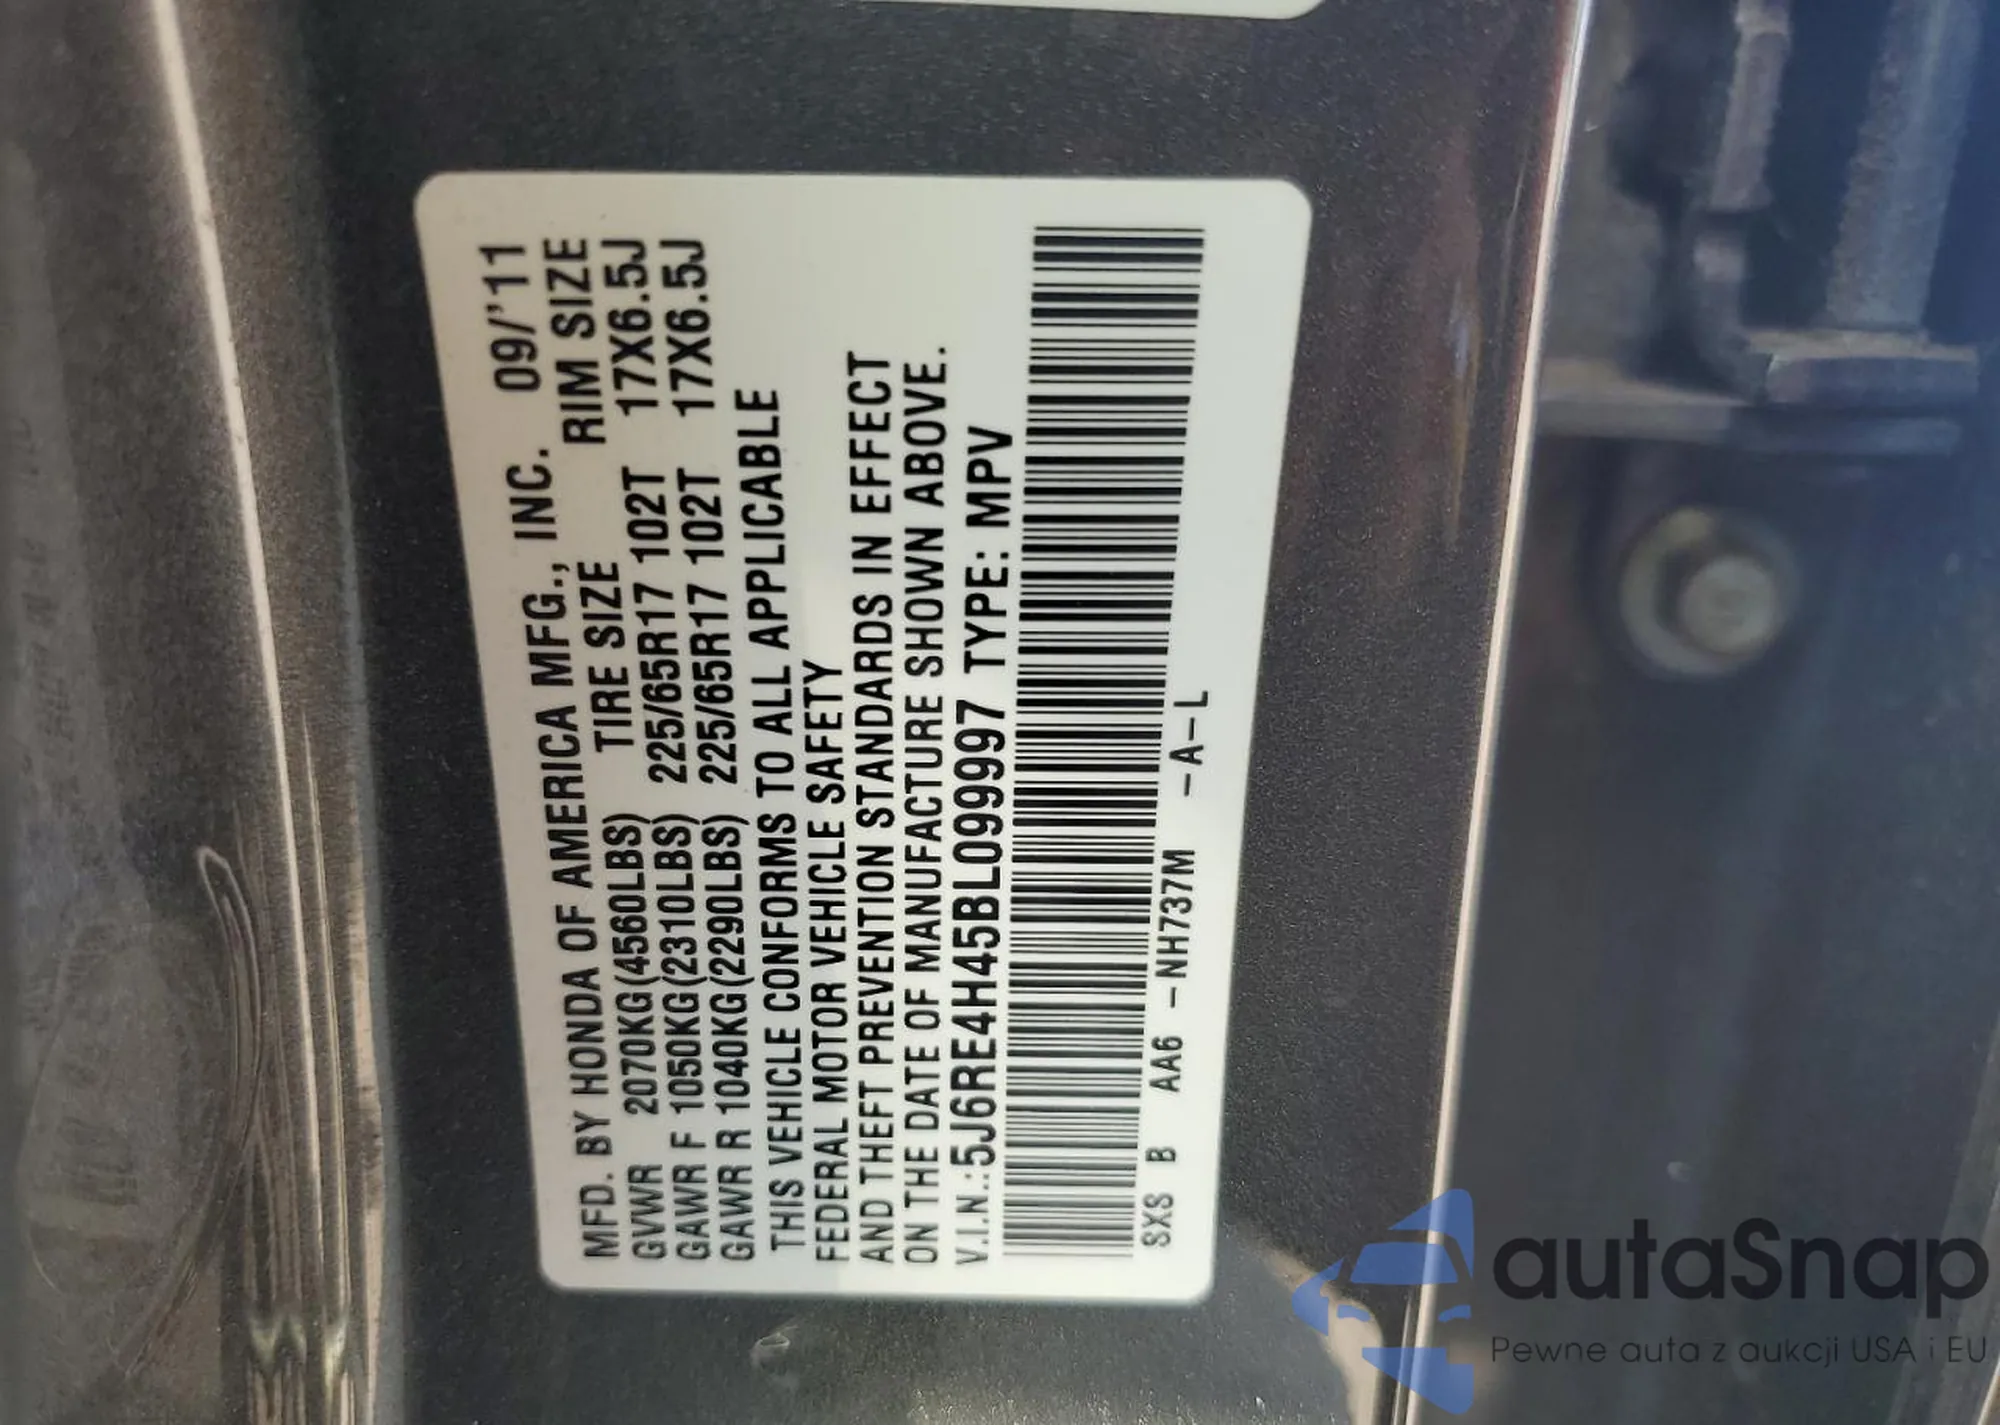 MFD. BY HONDA OF AMERICA MFG., INC. 09/'11
TIRE SIZE RIM SIZE
GVWR 2070KG(4560LBS) 225/65R17 102T 17X6.5J
GAWR F 1050KG(2310LBS) 225/65R17 102T 17X6.5J
GAWR R 1040KG(2290LBS)
THIS VEHICLE CONFORMS TO ALL APPLICABLE
FEDERAL MOTOR VEHICLE SAFETY
AND THEFT PREVENTION STANDARDS IN EFFECT
ON THE DATE OF MANUFACTURE SHOWN ABOVE.
V.I.N.:5J6RE4H45BL099997 TYPE: MPV
SXS B AA6 -NH737M -A-L
autaSnap
Pewne auta z aukcji USA i EU